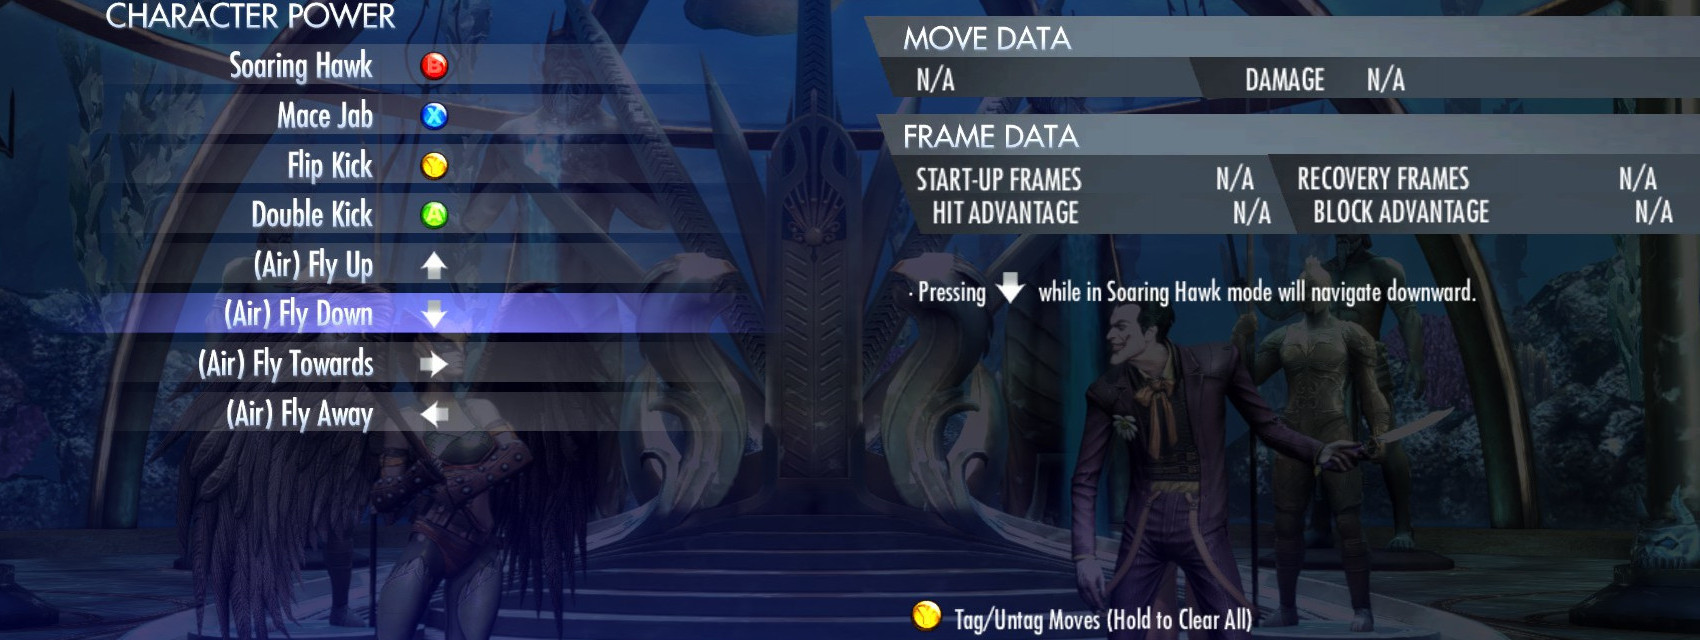 CHARACTER POWER
Soaring Hawk B
Mace Jab X
Flip Kick Y
Double Kick A
(Air) Fly Up
(Air) Fly Down
(Air) Fly Towards
(Air) Fly Away
MOVE DATA
N/A DAMAGE N/A
FRAME DATA
START-UP FRAMES N/A RECOVERY FRAMES N/A
HIT ADVANTAGE N/A BLOCK ADVANTAGE N/A
· Pressing while in Soaring Hawk mode will navigate downward.
Y Tag/Untag Moves (Hold to Clear All)